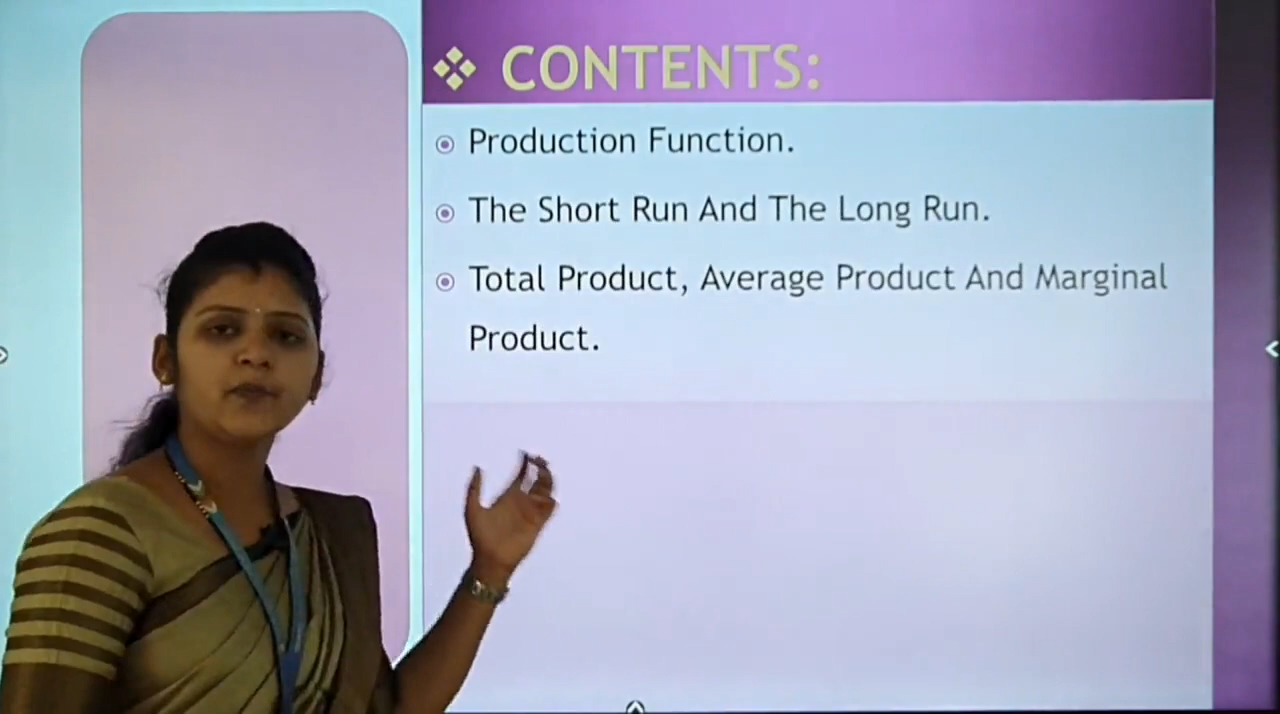 CONTENTS:
Production Function.
The Short Run And The Long Run.
Total Product, Average Product And Marginal
Product.